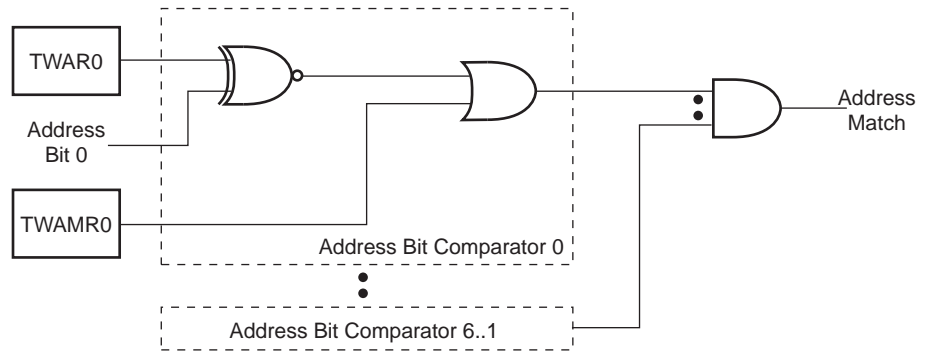 TWAR0
Address
Bit 0
TWAMR0
Address Bit Comparator 0
Address Bit Comparator 6..1
Address
Match